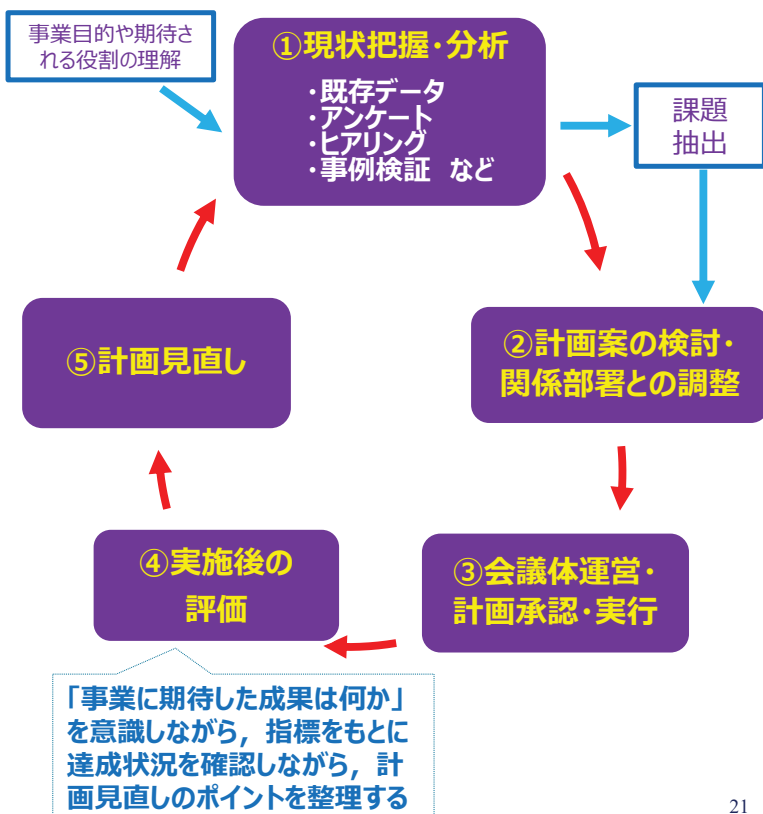 事業目的や期待さ
れる役割の理解
①現状把握・分析
・既存データ
・アンケート
・ヒアリング
・事例検証 など
課題
抽出
②計画案の検討・
関係部署との調整
③会議体運営・
計画承認・実行
④実施後の
評価
「事業に期待した成果は何か」
を意識しながら，指標をもとに
達成状況を確認しながら，計
画見直しのポイントを整理する
⑤計画見直し
21